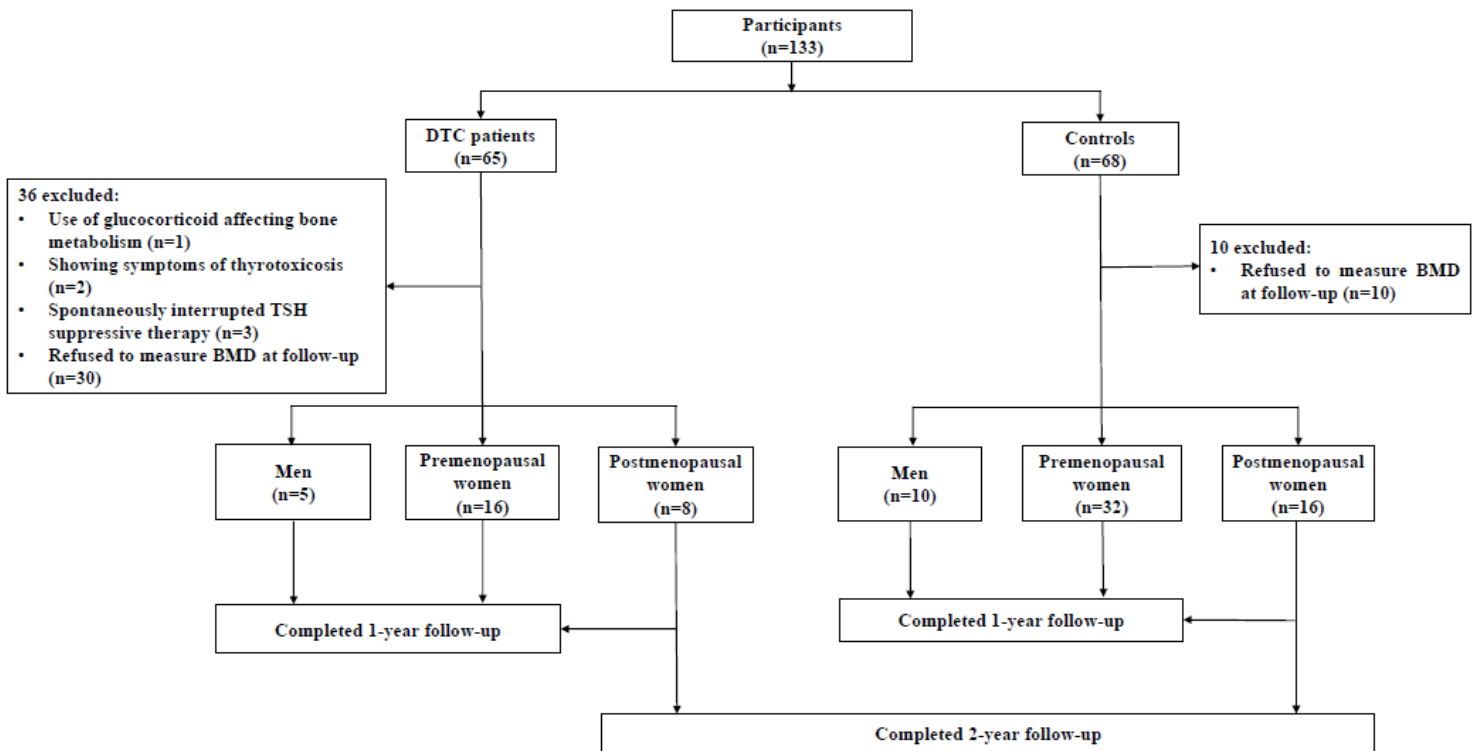 Participants
(n=133)
DTC patients
(n=65)
Controls
(n=68)
36 excluded:
• Use of glucocorticoid affecting bone
metabolism (n=1)
• Showing symptoms of thyrotoxicosis
(n=2)
• Spontaneously interrupted TSH
suppressive therapy (n=3)
• Refused to measure BMD at follow-up
(n=30)
10 excluded:
• Refused to measure BMD
at follow-up (n=10)
Men
(n=5)
Premenopausal
women
(n=16)
Postmenopausal
women
(n=8)
Men
(n=10)
Premenopausal
women
(n=32)
Postmenopausal
women
(n=16)
Completed 1-year follow-up
Completed 1-year follow-up
Completed 2-year follow-up